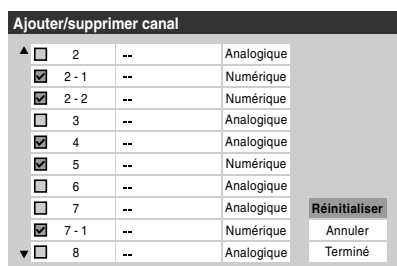 Ajouter/supprimer canal
2 -- Analogique
2 - 1 -- Numérique
2 - 2 -- Numérique
3 -- Analogique
4 -- Analogique
5 -- Numérique
6 -- Analogique
7 -- Analogique Réinitialiser
7 - 1 -- Numérique Annuler
8 -- Analogique Terminé